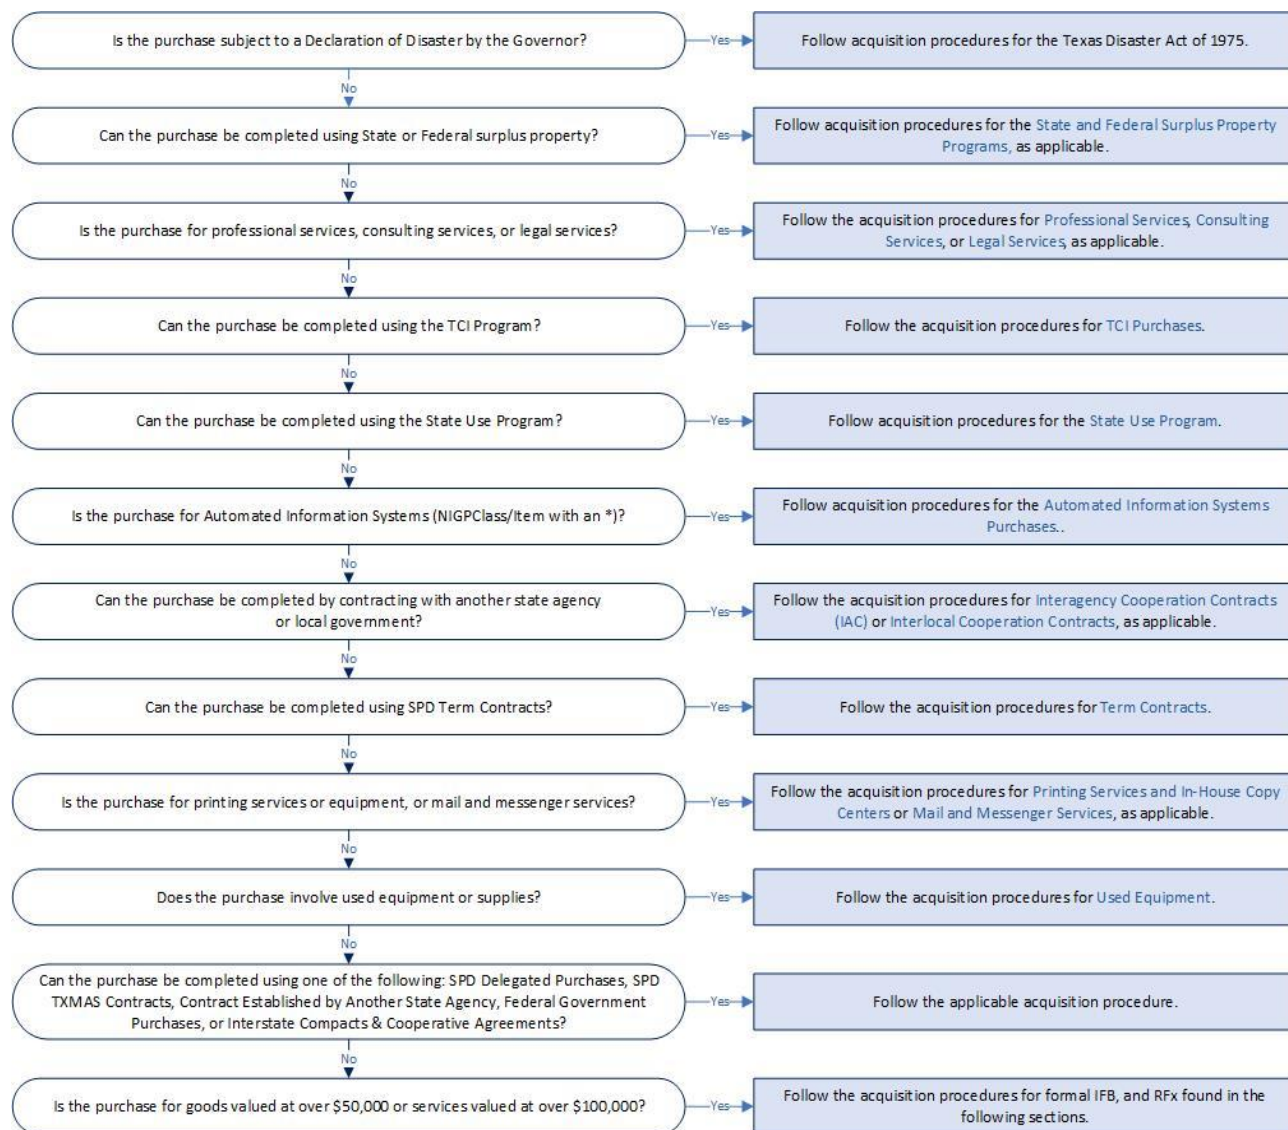 Is the purchase subject to a Declaration of Disaster by the Governor?
Yes
Follow acquisition procedures for the Texas Disaster Act of 1975.
No
Can the purchase be completed using State or Federal surplus property?
Yes
Follow acquisition procedures for the State and Federal Surplus Property
Programs, as applicable.
No
Is the purchase for professional services, consulting services, or legal services?
Yes
Follow the acquisition procedures for Professional Services, Consulting
Services, or Legal Services, as applicable.
No
Can the purchase be completed using the TCI Program?
Yes
Follow the acquisition procedures for TCI Purchases.
No
Can the purchase be completed using the State Use Program?
Yes
Follow acquisition procedures for the State Use Program.
No
Is the purchase for Automated Information Systems (NIGPClass/Item with an *)?
Yes
Follow acquisition procedures for the Automated Information Systems
Purchases..
No
Can the purchase be completed by contracting with another state agency
or local government?
Yes
Follow the acquisition procedures for Interagency Cooperation Contracts
(IAC) or Interlocal Cooperation Contracts, as applicable.
No
Can the purchase be completed using SPD Term Contracts?
Yes
Follow the acquisition procedures for Term Contracts.
No
Is the purchase for printing services or equipment, or mail and messenger services?
Yes
Follow the acquisition procedures for Printing Services and In-House Copy
Centers or Mail and Messenger Services, as applicable.
No
Does the purchase involve used equipment or supplies?
Yes
Follow the acquisition procedures for Used Equipment.
No
Can the purchase be completed using one of the following: SPD Delegated Purchases, SPD
TXMAS Contracts, Contract Established by Another State Agency, Federal Government
Purchases, or Interstate Compacts & Cooperative Agreements?
Yes
Follow the applicable acquisition procedure.
No
Is the purchase for goods valued at over $50,000 or services valued at over $100,000?
Yes
Follow the acquisition procedures for formal IFB, and RFx found in the
following sections.